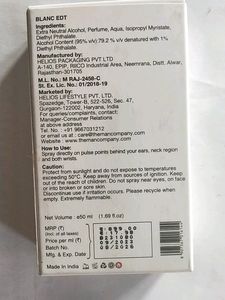 BLANC EDT
Ingredients:
Extra Neutral Alcohol, Perfume, Aqua, Isopropyl Myristate,
Diethyl Phthalate.
Alcohol Content (95% v/v):79.2 % v/v denatured with 1%
Diethyl Phthalate.
Manufactured by:
HELIOS PACKAGING PVT LTD
A-140, EPIP, RIICO Industrial Area, Neemrana, Distt. Alwar,
Rajasthan-301705
M.L. No.: M RAJ-2458-C
St. Ex. Lic. No.: 01/2018-19
Marketed by:
HELIOS LIFESTYLE PVT. LTD.
Spazedge, Tower-B, 522-526, Sec. 47,
Gurgaon-122002, Haryana, India
For queries/complaints, contact:
Manager-Consumer Relations
at above address or
Call us: +91 9667031212
or email us at : care@themancompany.com
www.themancompany.com
How to Use:
Spray directly on pulse points behind your ears, neck region
and both wrists.
Caution:
Protect from sunlight and do not expose to temperatures
exceeding 50°C. Keep away from sources of ignition. Keep
out of the reach of children. Do not spray near eyes, on face
or into broken or sore skin.
Please recycle when empty. Extremely flammable.
Net Volume: e50 ml (1.69 fl oz)
MRP (₹)
(Incl. of all taxes)
Price per ml (₹)
Batch No.
Mfg. & Exp. Date
09/2023
08/2026
Made In India